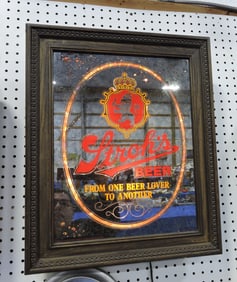 Stroh's
BEER
FROM ONE BEER LOVER
TO ANOTHER